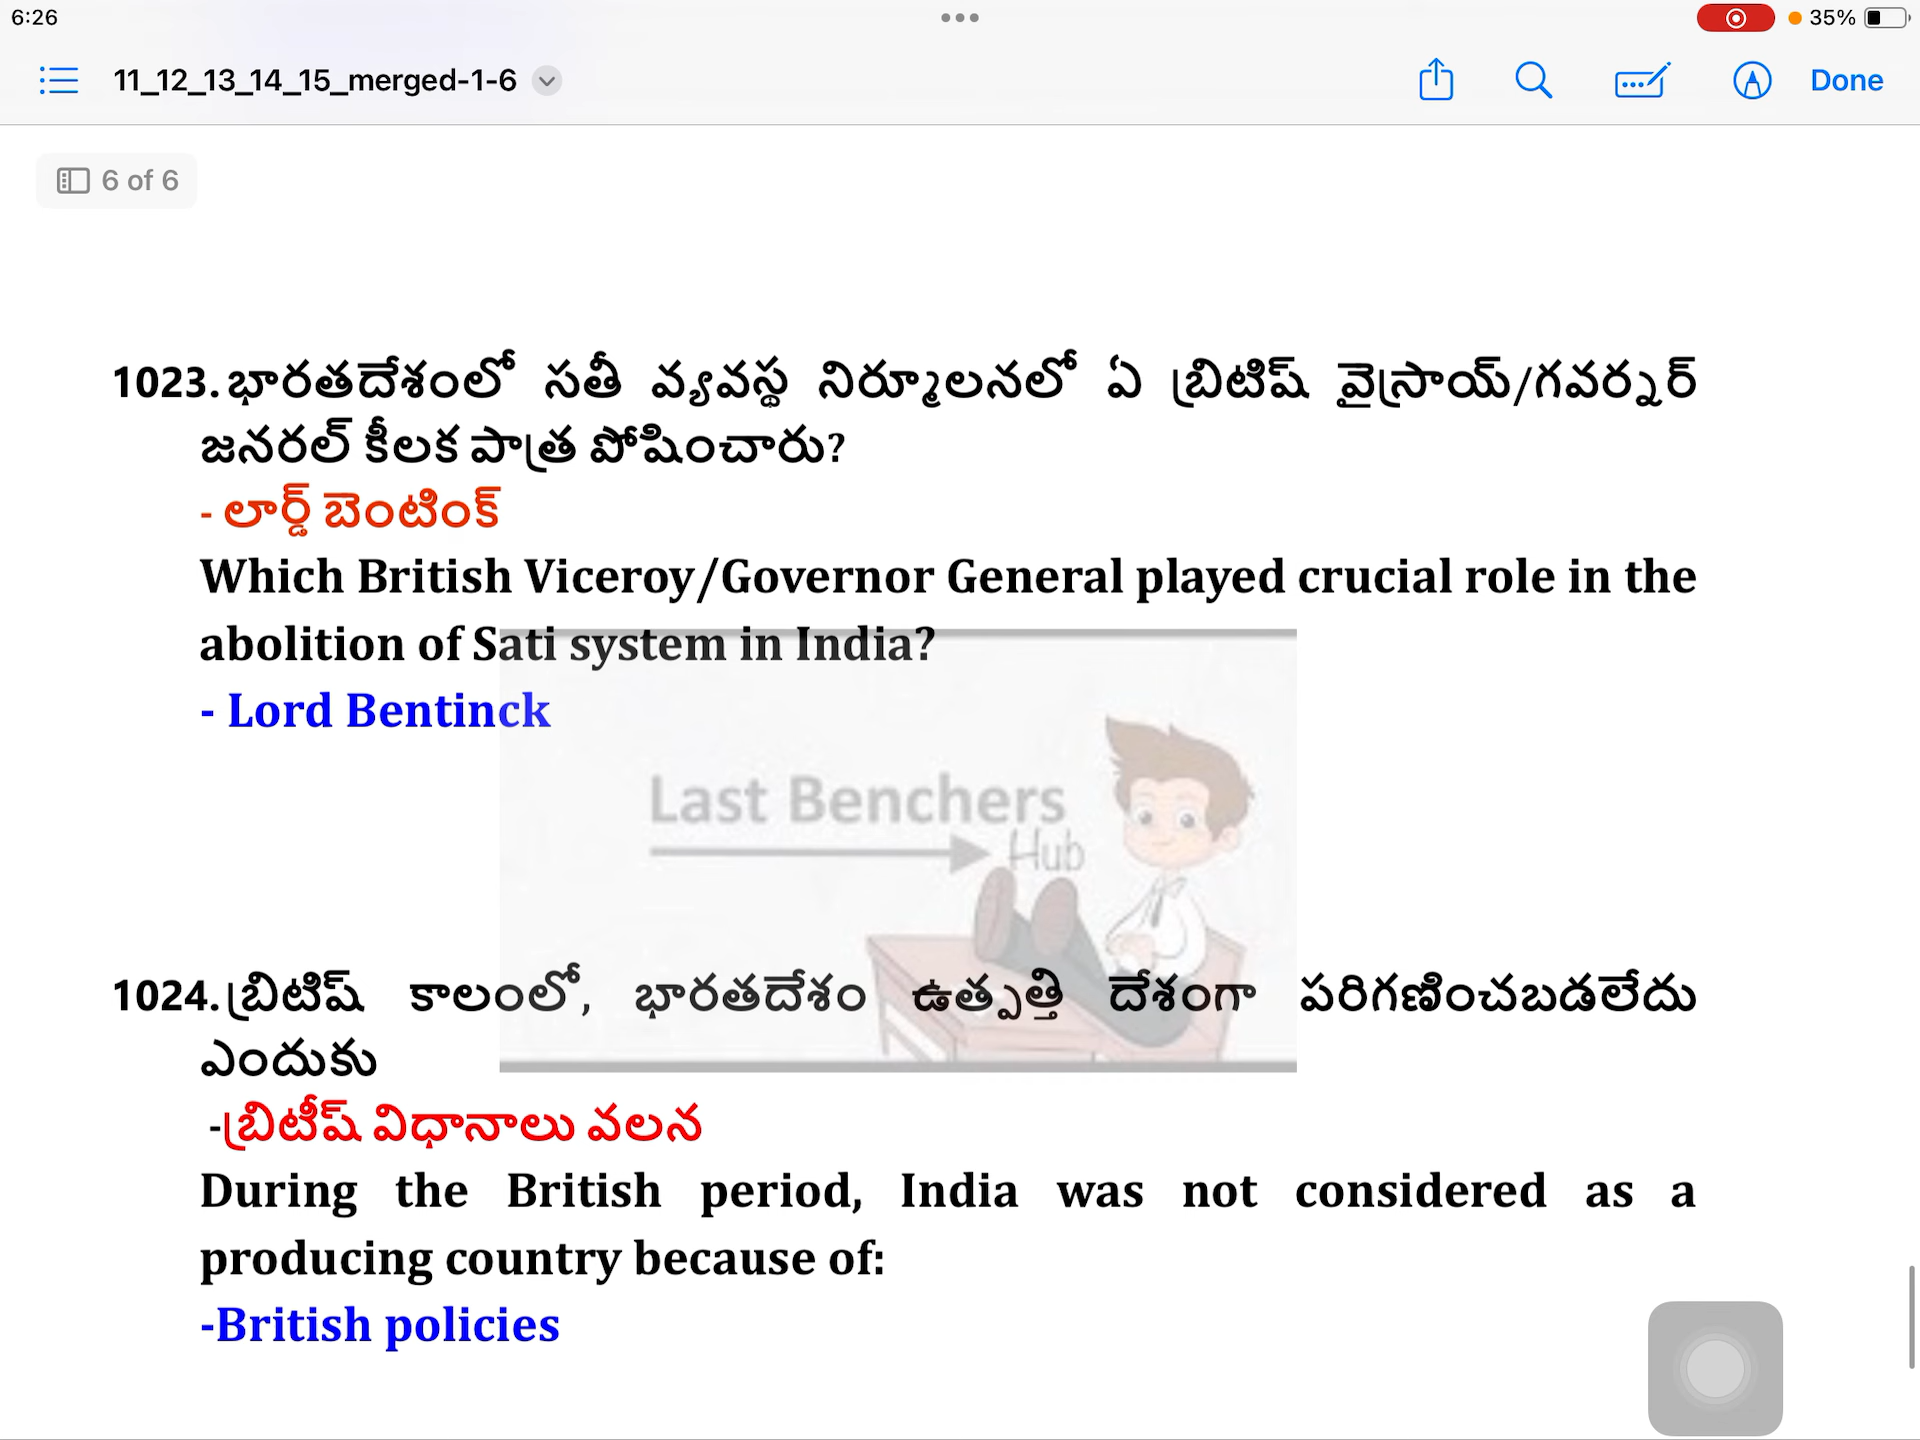 6:26
35%
11_12_13_14_15_merged-1-6
Done
6 of 6
1023. భారతదేశంలో సతీ వ్యవస్థ నిర్మూలనలో ఏ బ్రిటిష్ వైస్రాయ్/గవర్నర్
జనరల్ కీలక పాత్ర పోషించారు?
- లార్డ్ బెంటింక్
Which British Viceroy/Governor General played crucial role in the
abolition of Sati system in India?
- Lord Bentinck
Last Benchers
Hub
1024. బ్రిటిష్ కాలంలో, భారతదేశం ఉత్పత్తి దేశంగా పరిగణించబడలేదు
ఎందుకు
-బ్రిటీష్ విధానాలు వలన
During the British period, India was not considered as a
producing country because of:
-British policies